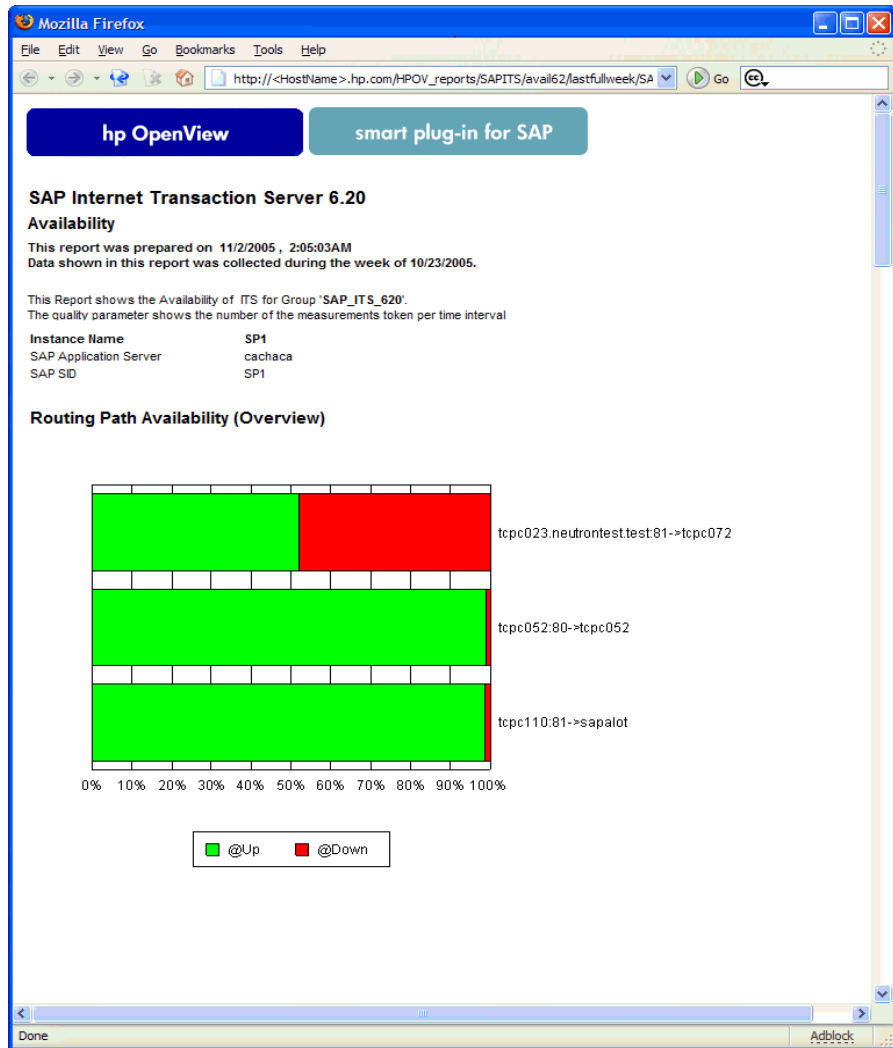 Mozilla Firefox
File Edit View Go Bookmarks Tools Help
http://<HostName>.hp.com/HPOV_reports/SAPITS/avail62/lastfullweek/SA Go
hp OpenView smart plug-in for SAP
SAP Internet Transaction Server 6.20
Availability
This report was prepared on 11/2/2005 , 2:05:03AM
Data shown in this report was collected during the week of 10/23/2005.
This Report shows the Availability of ITS for Group 'SAP_ITS_620'.
The quality parameter shows the number of the measurements token per time interval
Instance Name SP1
SAP Application Server cachaca
SAP SID SP1
Routing Path Availability (Overview)
tcpc023.neutrontest.test:81->tcpc072
tcpc052:80->tcpc052
tcpc110:81->sapalot
0% 10% 20% 30% 40% 50% 60% 70% 80% 90% 100%
@Up @Down
Done Adblock